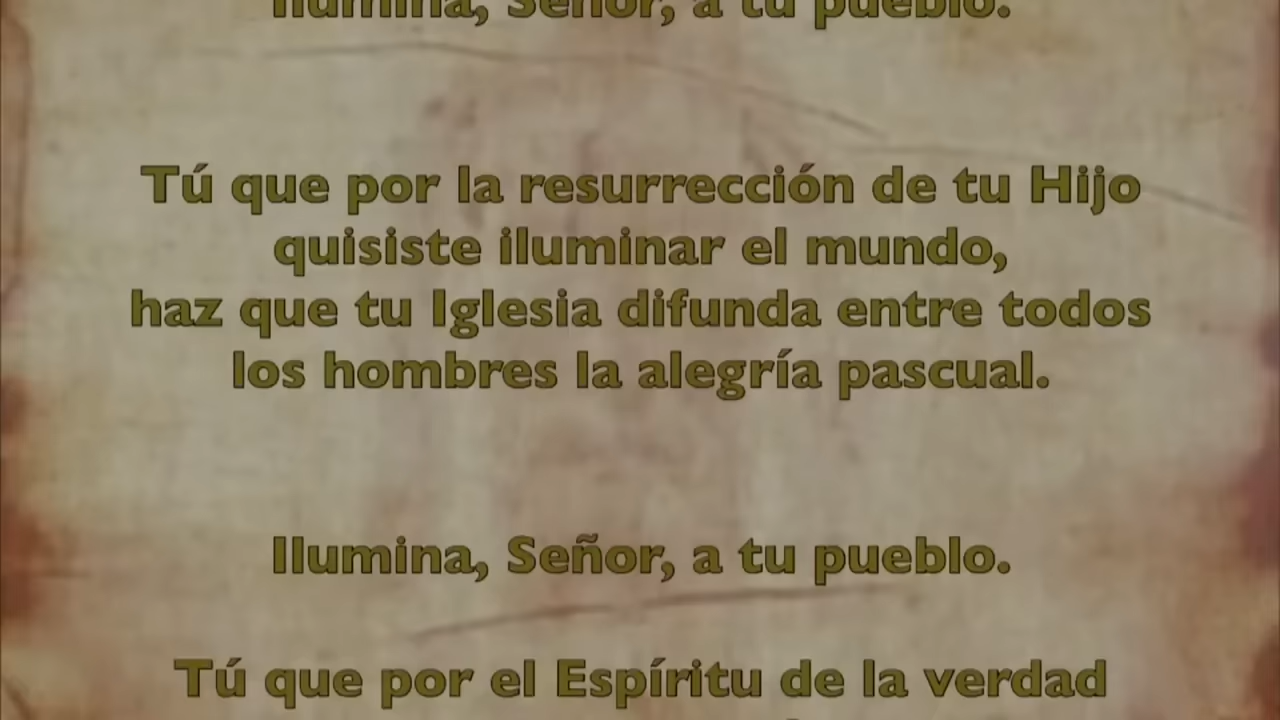 Ilumina, Señor, a tu pueblo.
Tú que por la resurrección de tu Hijo
quisiste iluminar el mundo,
haz que tu Iglesia difunda entre todos
los hombres la alegría pascual.
Ilumina, Señor, a tu pueblo.
Tú que por el Espíritu de la verdad